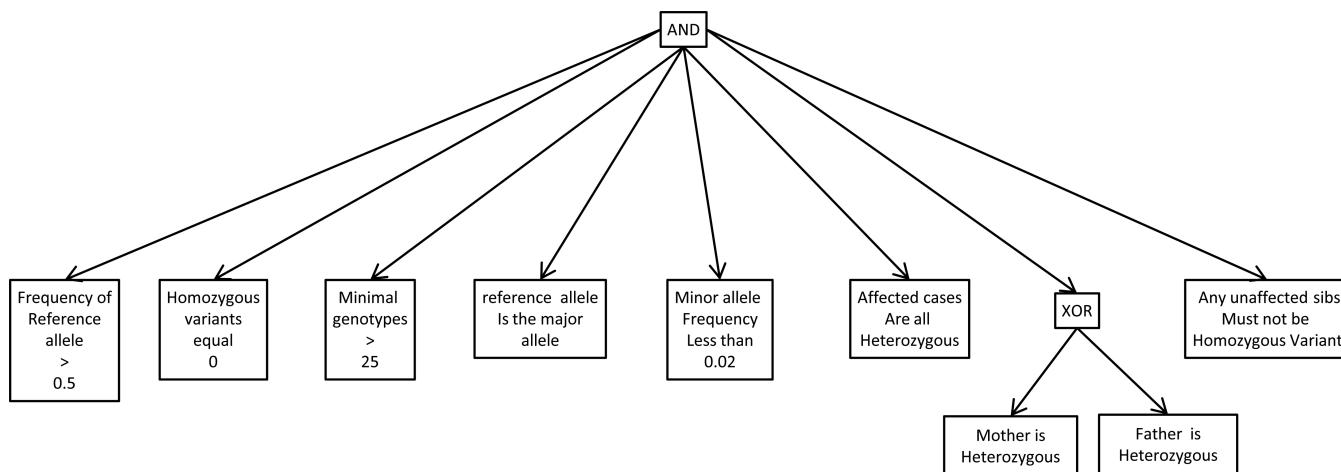 AND
Frequency of
Reference
allele
>
0.5
Homozygous
variants
equal
0
Minimal
genotypes
>
25
reference allele
Is the major
allele
Minor allele
Frequency
Less than
0.02
Affected cases
Are all
Heterozygous
XOR
Any unaffected sibs
Must not be
Homozygous Variant
Mother is
Heterozygous
Father is
Heterozygous